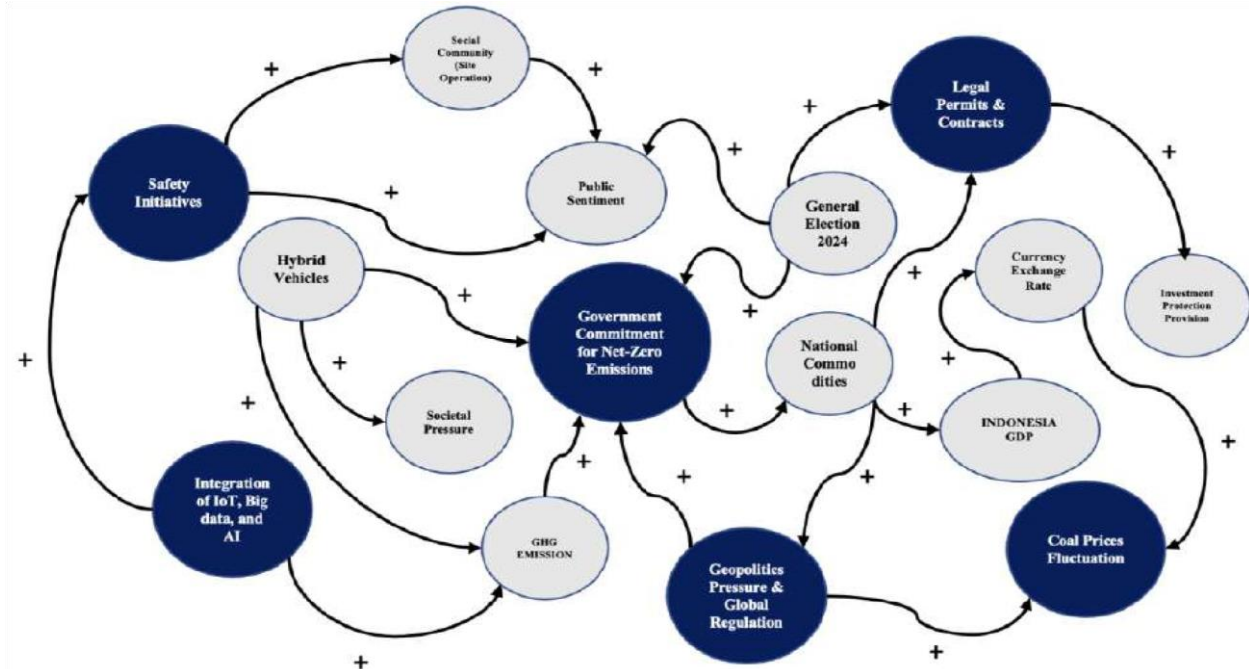 Social
Community
(Site
Operation)
+
+
Legal
Permits &
Contracts
+
+
+
Safety
Initiatives
+
Public
Sentiment
General
Election
2024
Hybrid
Vehicles
+
Currency
Exchange
Rate
Investment
Protection
Provision
+
+
Government
Commitment
for Net-Zero
Emissions
+
National
Commo
dities
+
+
+
+
Societal
Pressure
+
+
INDONESIA
GDP
+
Integration
of IoT, Big
data, and
AI
+
+
+
GHG
EMISSION
Geopolitics
Pressure &
Global
Regulation
Coal Prices
Fluctuation
+
+